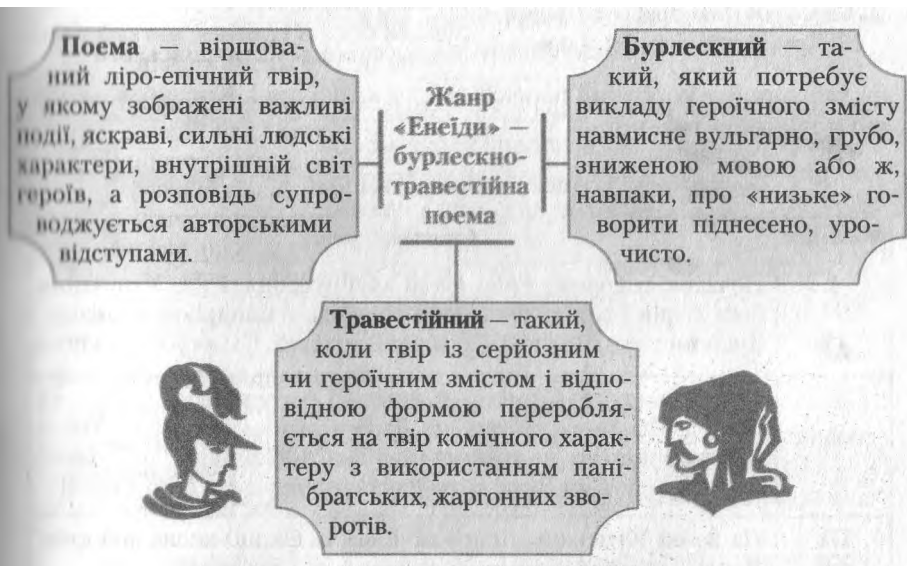 Поема — віршова-
ний ліро-епічний твір,
у якому зображені важливі
події, яскраві, сильні людські
характери, внутрішній світ
героїв, а розповідь супро-
воджується авторськими
відступами.
Жанр
«Енеїди» —
бурлескно-
травестійна
поема
Бурлескний — та-
кий, який потребує
викладу героїчного змісту
навмисне вульгарно, грубо,
зниженою мовою або ж,
навпаки, про «низьке» го-
ворити піднесено, уро-
чисто.
Травестійний — такий,
коли твір із серйозним
чи героїчним змістом і відпо-
відною формою переробля-
ється на твір комічного харак-
теру з використанням пані-
братських, жаргонних зво-
ротів.